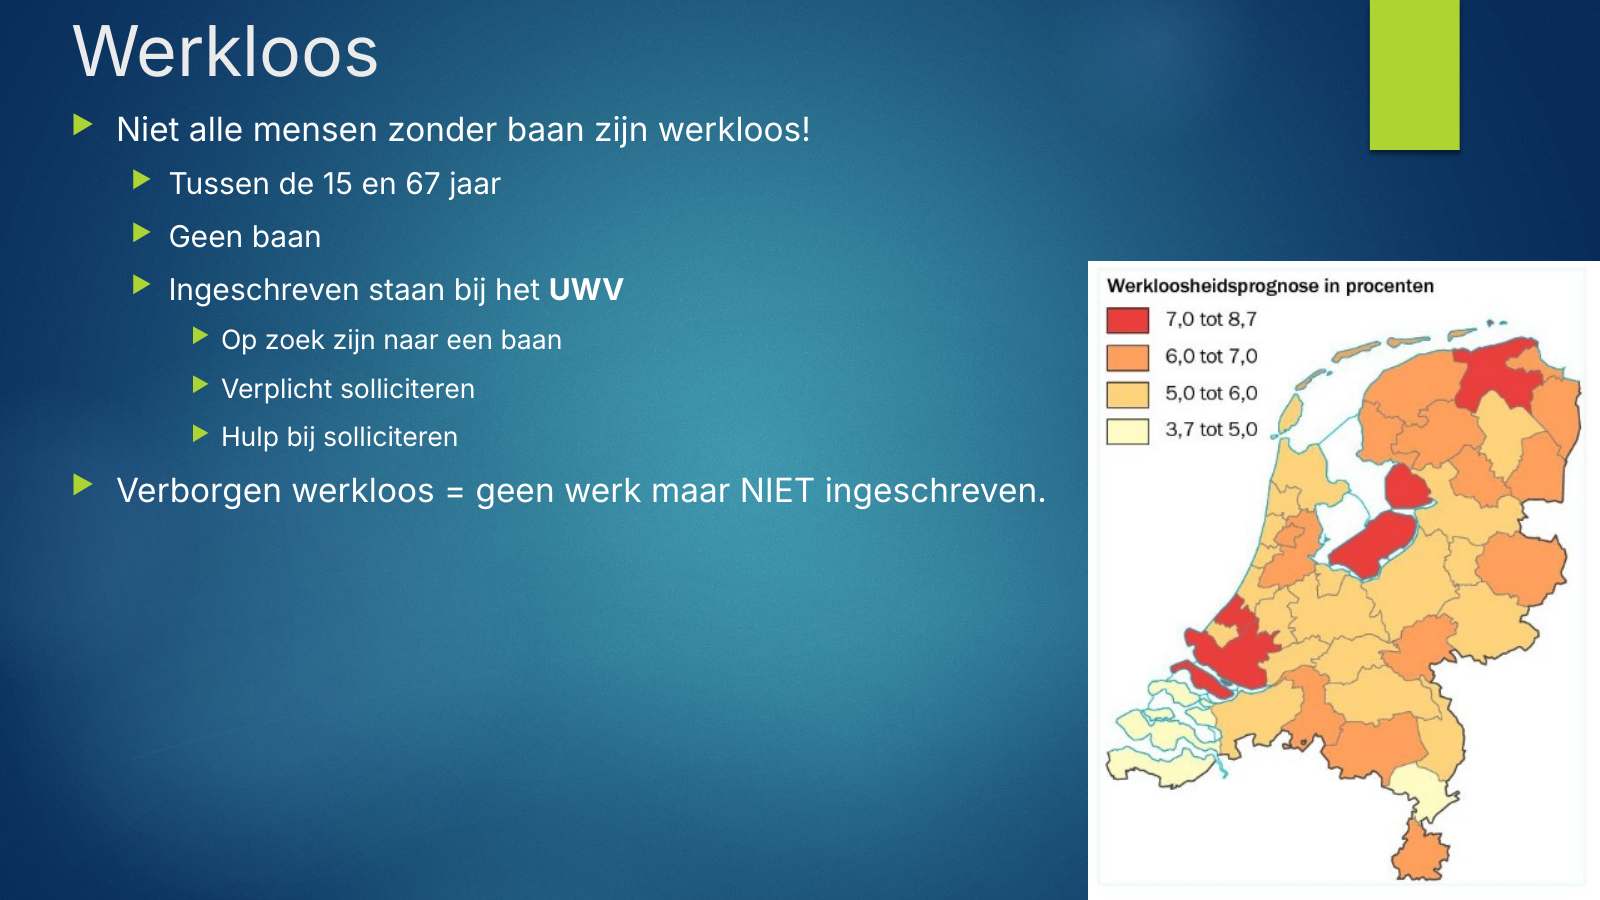 Werkloos
Niet alle mensen zonder baan zijn werkloos!
Tussen de 15 en 67 jaar
Geen baan
Ingeschreven staan bij het UWV
Op zoek zijn naar een baan
Verplicht solliciteren
Hulp bij solliciteren
Verborgen werkloos = geen werk maar NIET ingeschreven.
Werkloosheidsprognose in procenten
7,0 tot 8,7
6,0 tot 7,0
5,0 tot 6,0
3,7 tot 5,0